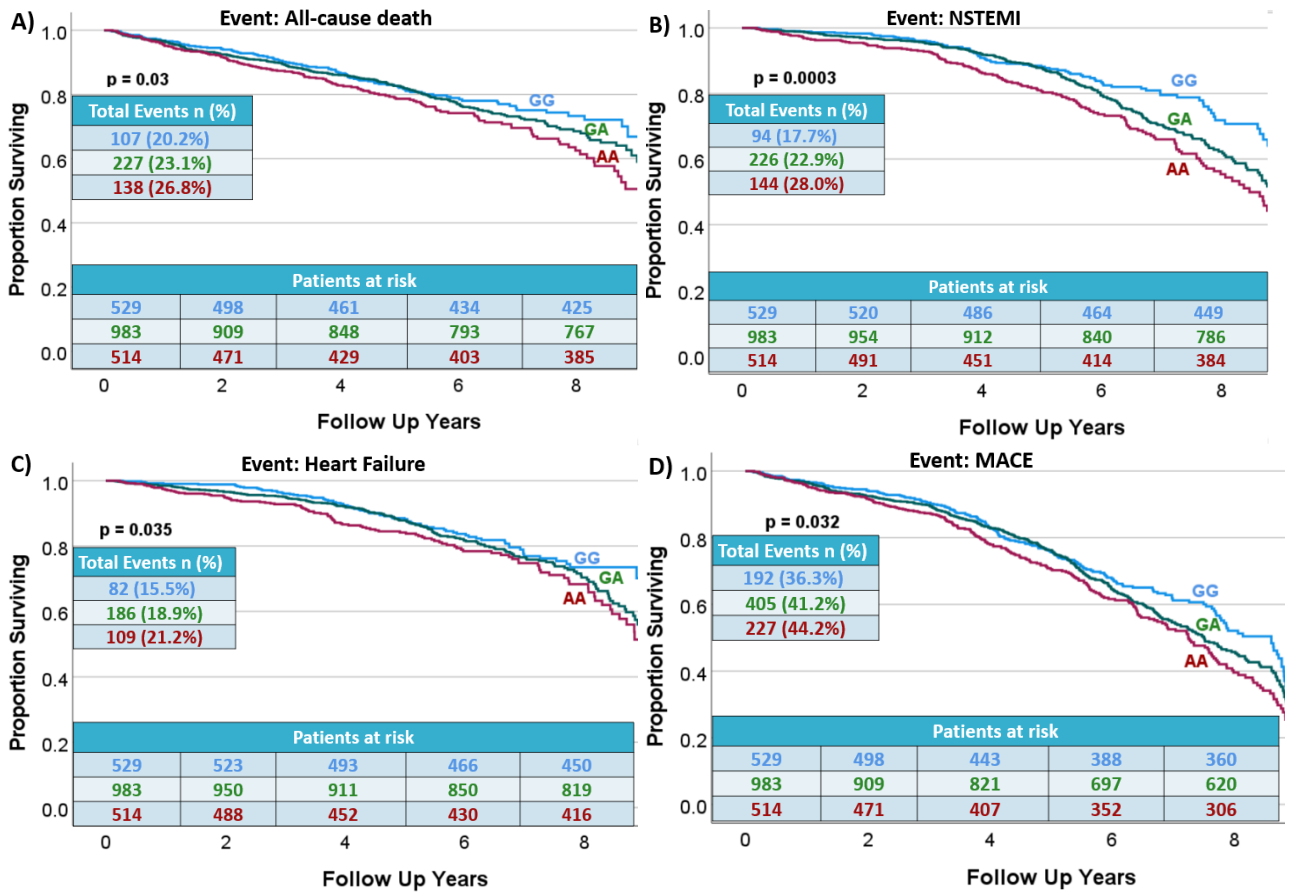 A)
Event: All-cause death
Proportion Surviving
1.0
0.8
0.6
0.4
0.2
0.0
p = 0.03
Total Events n (%)
107 (20.2%)
227 (23.1%)
138 (26.8%)
GG
GA
AA
Patients at risk
529 498 461 434 425
983 909 848 793 767
514 471 429 403 385
0 2 4 6 8
Follow Up Years
B)
Event: NSTEMI
Proportion Surviving
1.0
0.8
0.6
0.4
0.2
0.0
p = 0.0003
Total Events n (%)
94 (17.7%)
226 (22.9%)
144 (28.0%)
GG
GA
AA
Patients at risk
529 520 486 464 449
983 954 912 840 786
514 491 451 414 384
0 2 4 6 8
Follow Up Years
C)
Event: Heart Failure
Proportion Surviving
1.0
0.8
0.6
0.4
0.2
0.0
p = 0.035
Total Events n (%)
82 (15.5%)
186 (18.9%)
109 (21.2%)
GG
GA
AA
Patients at risk
529 523 493 466 450
983 950 911 850 819
514 488 452 430 416
0 2 4 6 8
Follow Up Years
D)
Event: MACE
Proportion Surviving
1.0
0.8
0.6
0.4
0.2
0.0
p = 0.032
Total Events n (%)
192 (36.3%)
405 (41.2%)
227 (44.2%)
GG
GA
AA
Patients at risk
529 498 443 388 360
983 909 821 697 620
514 471 407 352 306
0 2 4 6 8
Follow Up Years